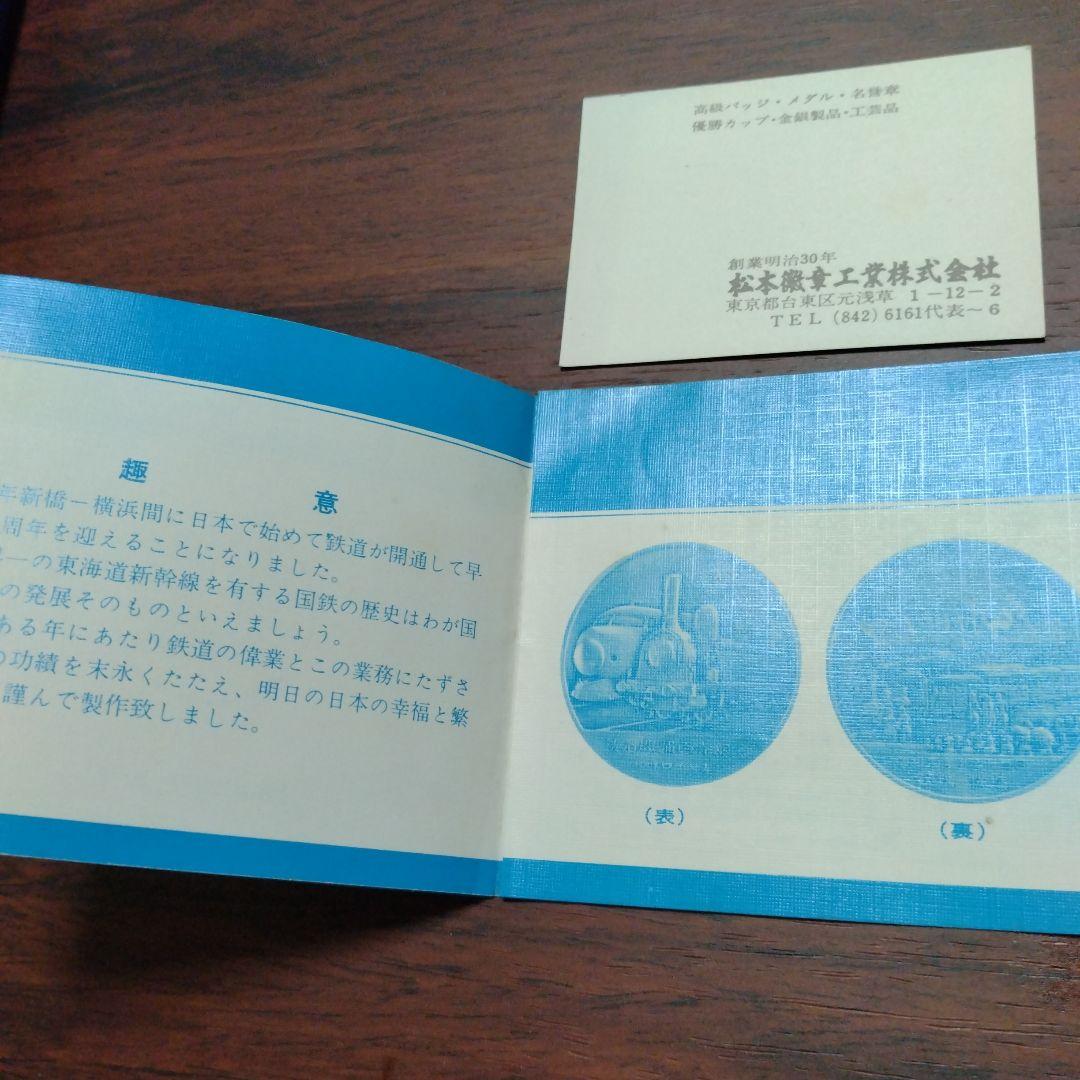 高級バッジ・メダル・名誉章
優勝カップ・金銀製品・工芸品
創業明治30年
松本徽章工業株式会社
東京都台東区元浅草 1－12－2
TEL (842) 6161代表～6
趣意
年新橋－横浜間に日本で始めて鉄道が開通して早
周年を迎えることになりました。
一の東海道新幹線を有する国鉄の歴史はわが国
の発展そのものといえましょう。
ある年にあたり鉄道の偉業とこの業務にたずさ
の功績を末永くたたえ、明日の日本の幸福と繁
謹んで製作致しました。
(表)
(裏)